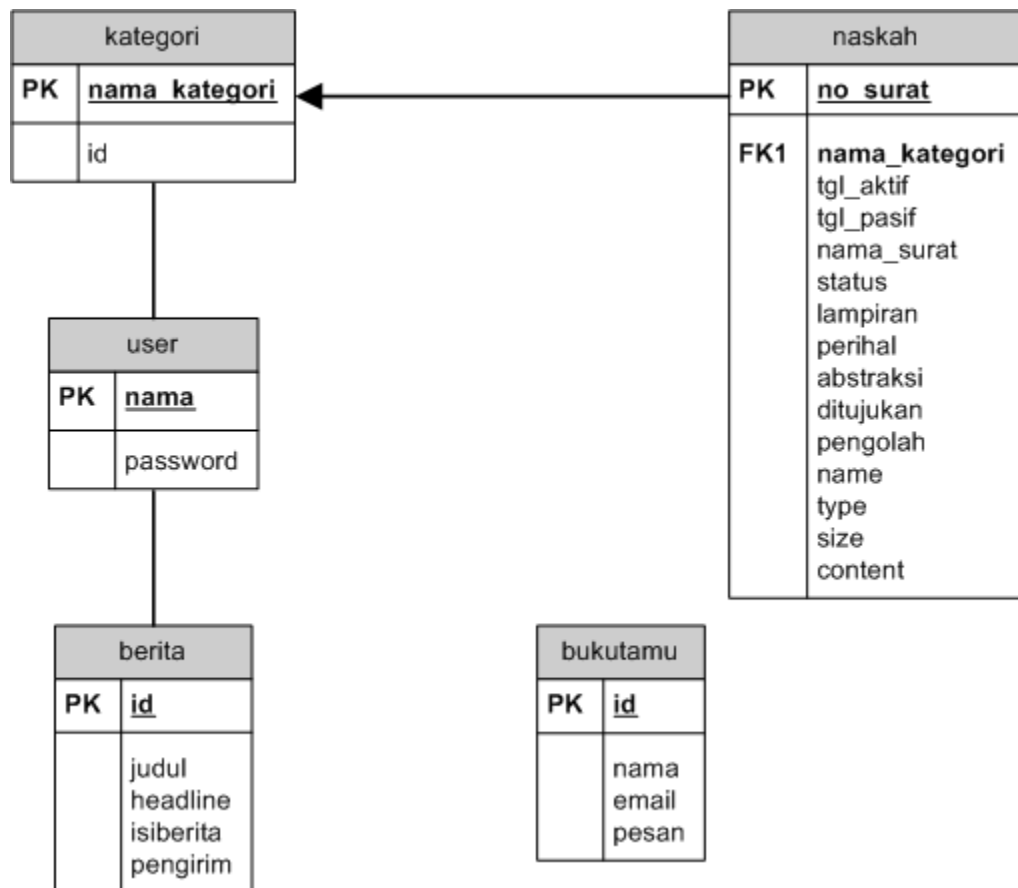 kategori
PK nama_kategori
id
naskah
PK no_surat
FK1 nama_kategori
tgl_aktif
tgl_pasif
nama_surat
status
lampiran
perihal
abstraksi
ditujukan
pengolah
name
type
size
content
user
PK nama
password
berita
PK id
judul
headline
isiberita
pengirim
bukutamu
PK id
nama
email
pesan